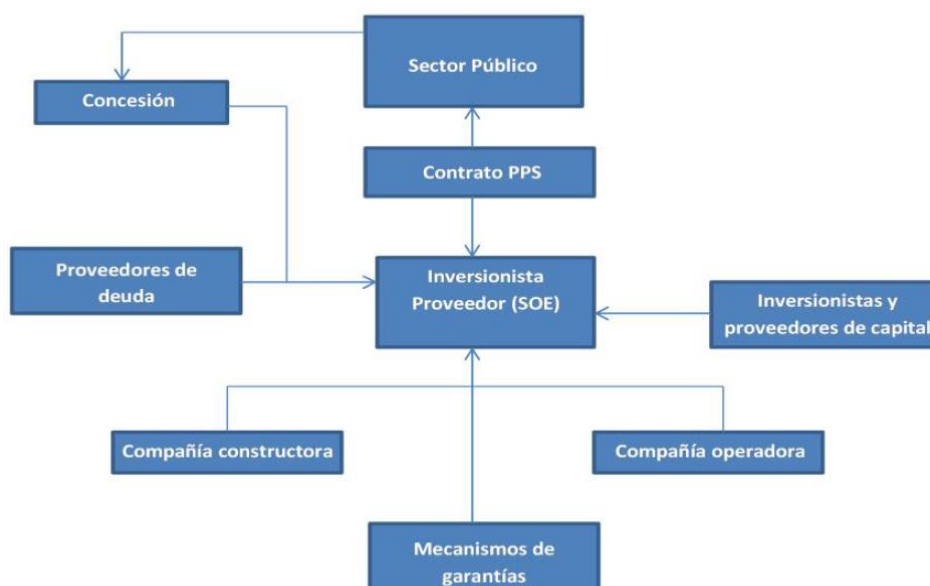 Sector Público
Concesión
Contrato PPS
Proveedores de
deuda
Inversionista
Proveedor (SOE)
Inversionistas y
proveedores de capital
Compañía constructora
Compañía operadora
Mecanismos de
garantías